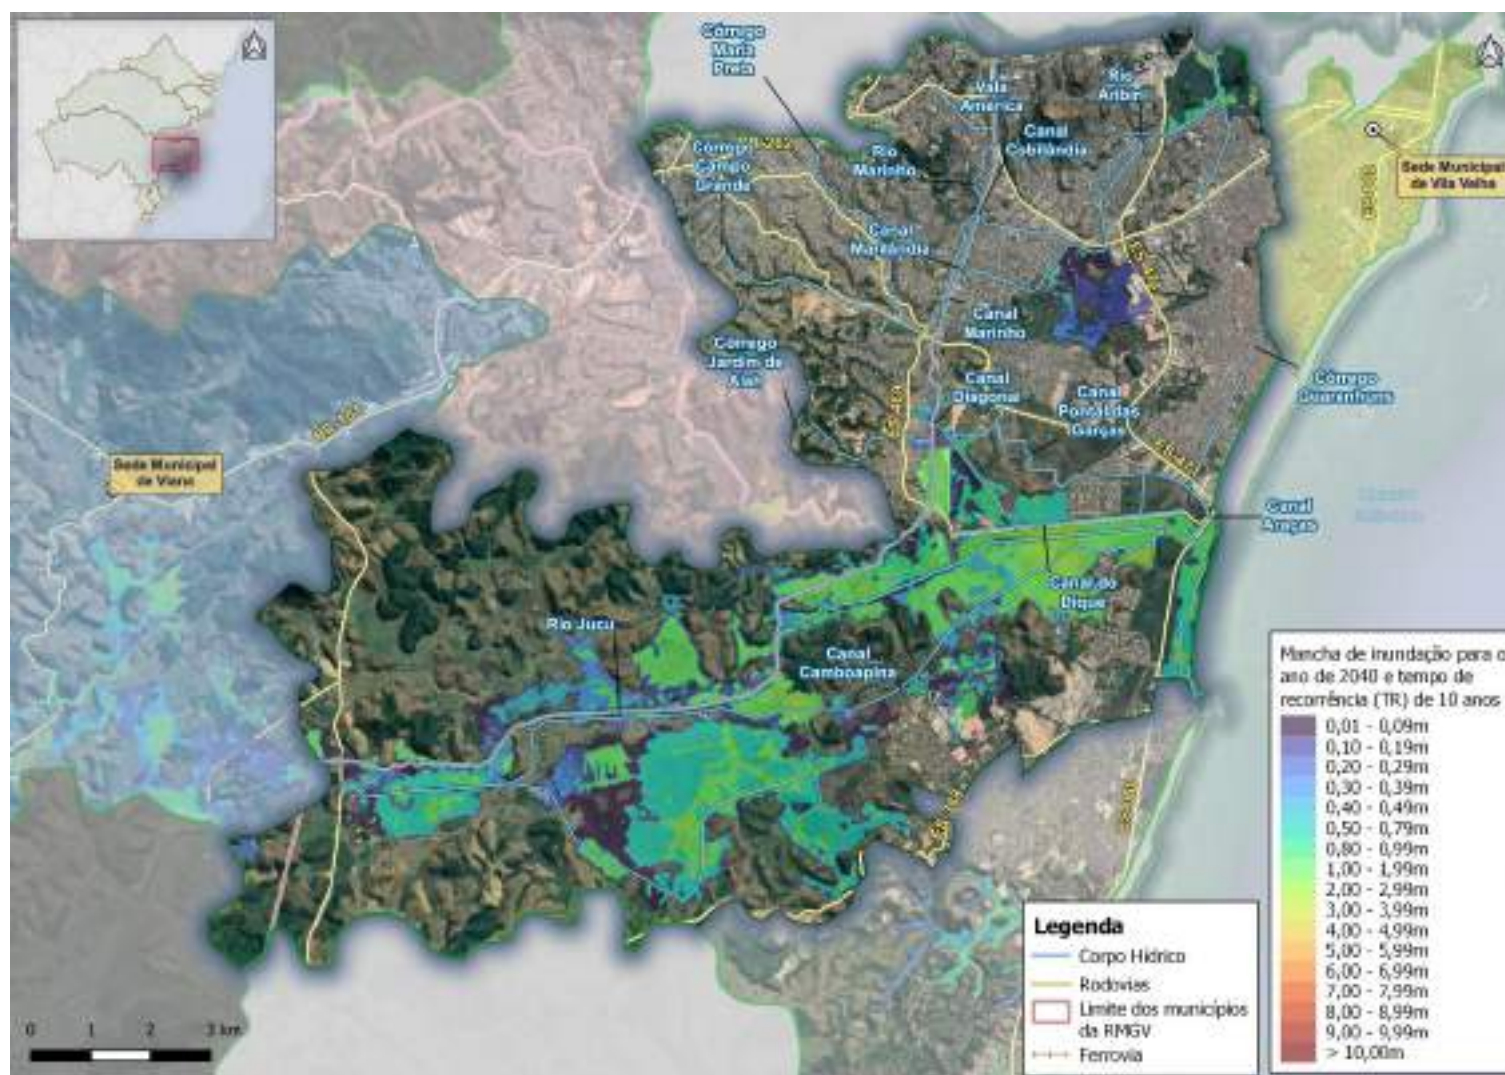 Córrego
Maria
Preta
Vala
América
Rio
Aribiri
Canal
Cobilândia
Córrego
Campo
Grande
Rio
Marinho
Sede Municipal
de Vila Velha
Canal
Marilândia
Canal
Marinho
Córrego
Jardim de
Alah
Canal
Diagonal
Canal
Pontal das
Garças
Córrego
Guaranhuns
Sede Municipal
de Viana
Canal
Araças
Canal do
Dique
Rio Jucu
Canal
Camboapina
Mancha de inundação para o
ano de 2040 e tempo de
recorrência (TR) de 10 anos
0,01 - 0,09m
0,10 - 0,19m
0,20 - 0,29m
0,30 - 0,39m
0,40 - 0,49m
0,50 - 0,79m
0,80 - 0,99m
1,00 - 1,99m
2,00 - 2,99m
3,00 - 3,99m
4,00 - 4,99m
5,00 - 5,99m
6,00 - 6,99m
7,00 - 7,99m
8,00 - 8,99m
9,00 - 9,99m
> 10,00m
Legenda
Corpo Hídrico
Rodovias
Limite dos municípios
da RMGV
Ferrovia
0 1 2 3 km